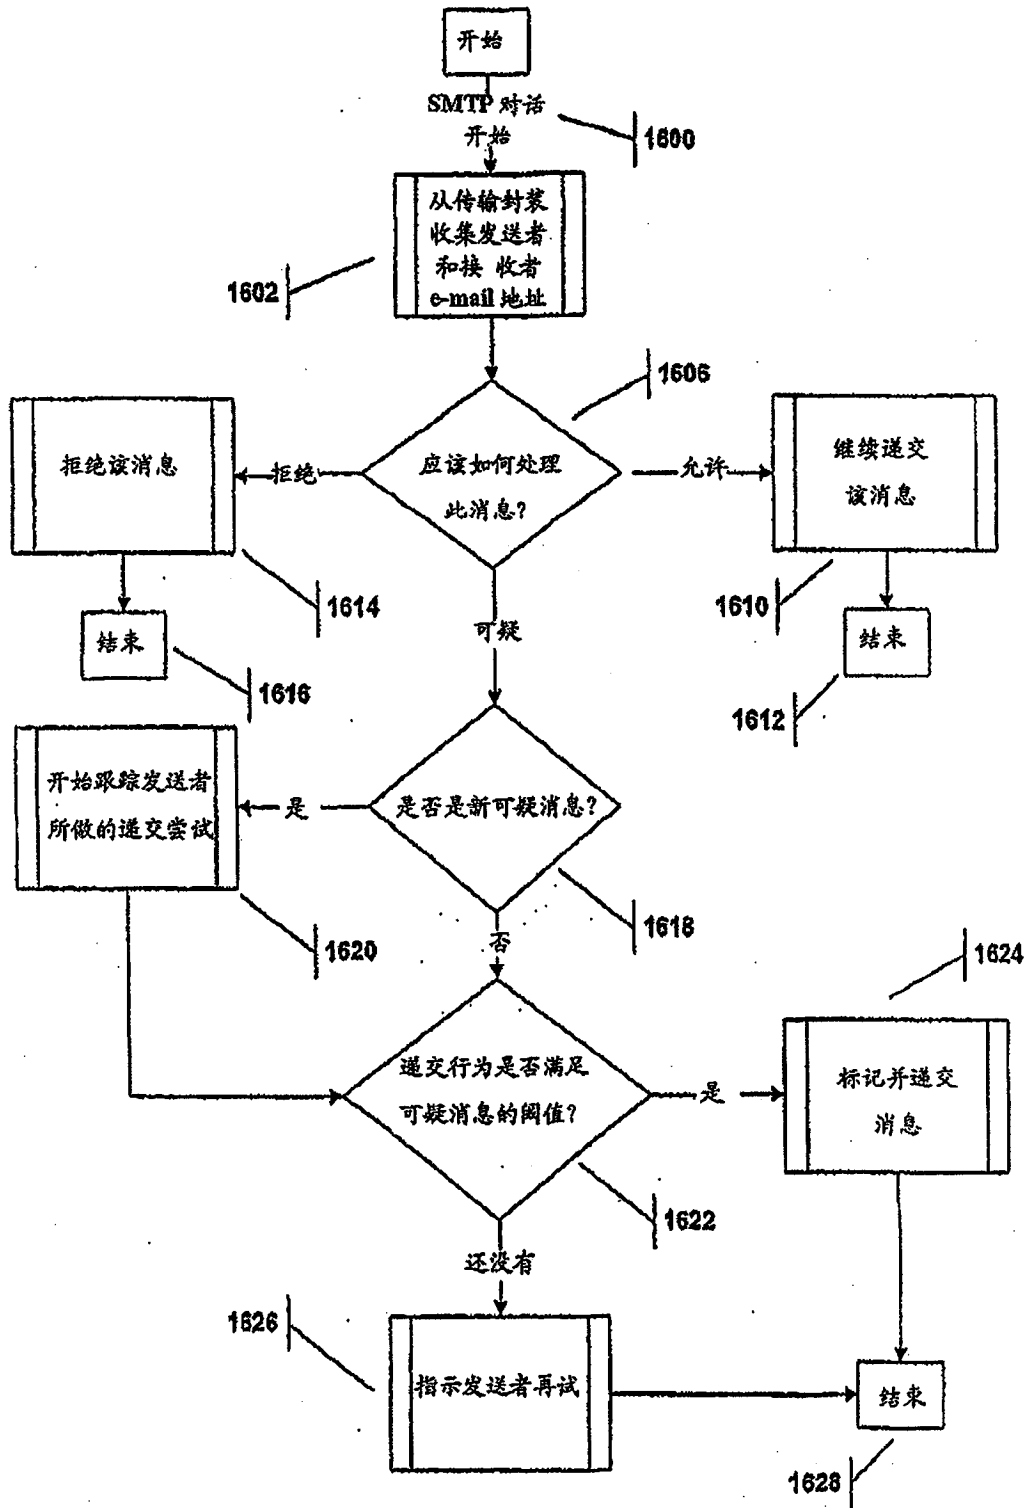 开始
SMTP 对话
开始
1600
从传输封装
收集发送者
和接 收者
e-mail 地址
1602
1606
应该如何处理
此消息?
拒绝
拒绝该消息
1614
结束
1616
允许
继续递交
该消息
1610
结束
1612
可疑
是否是新可疑消息?
1618
是
开始跟踪发送者
所做的递交尝试
1620
否
递交行为是否满足
可疑消息的阈值?
1622
是
1624
标记并递交
消息
还没有
1626
指示发送者再试
结束
1628